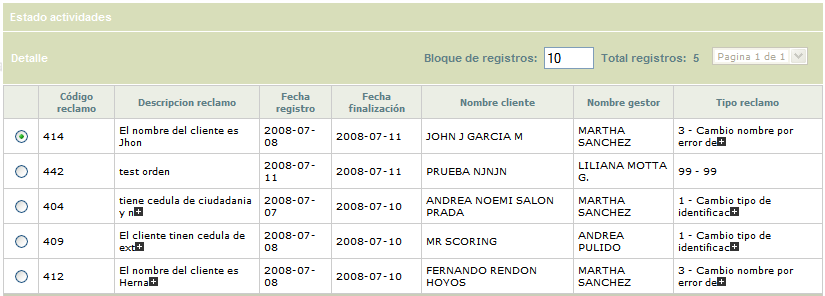 Estado actividades
Detalle Bloque de registros: 10 Total registros: 5 Pagina 1 de 1
Código reclamo Descripcion reclamo Fecha registro Fecha finalización Nombre cliente Nombre gestor Tipo reclamo
414 El nombre del cliente es Jhon 2008-07-08 2008-07-11 JOHN J GARCIA M MARTHA SANCHEZ 3 - Cambio nombre por error de
442 test orden 2008-07-11 2008-07-11 PRUEBA NJNJN LILIANA MOTTA G. 99 - 99
404 tiene cedula de ciudadania y n 2008-07-07 2008-07-10 ANDREA NOEMI SALON PRADA MARTHA SANCHEZ 1 - Cambio tipo de identificac
409 El cliente tinen cedula de ext 2008-07-08 2008-07-10 MR SCORING ANDREA PULIDO 1 - Cambio tipo de identificac
412 El nombre del cliente es Herna 2008-07-08 2008-07-10 FERNANDO RENDON HOYOS MARTHA SANCHEZ 3 - Cambio nombre por error de